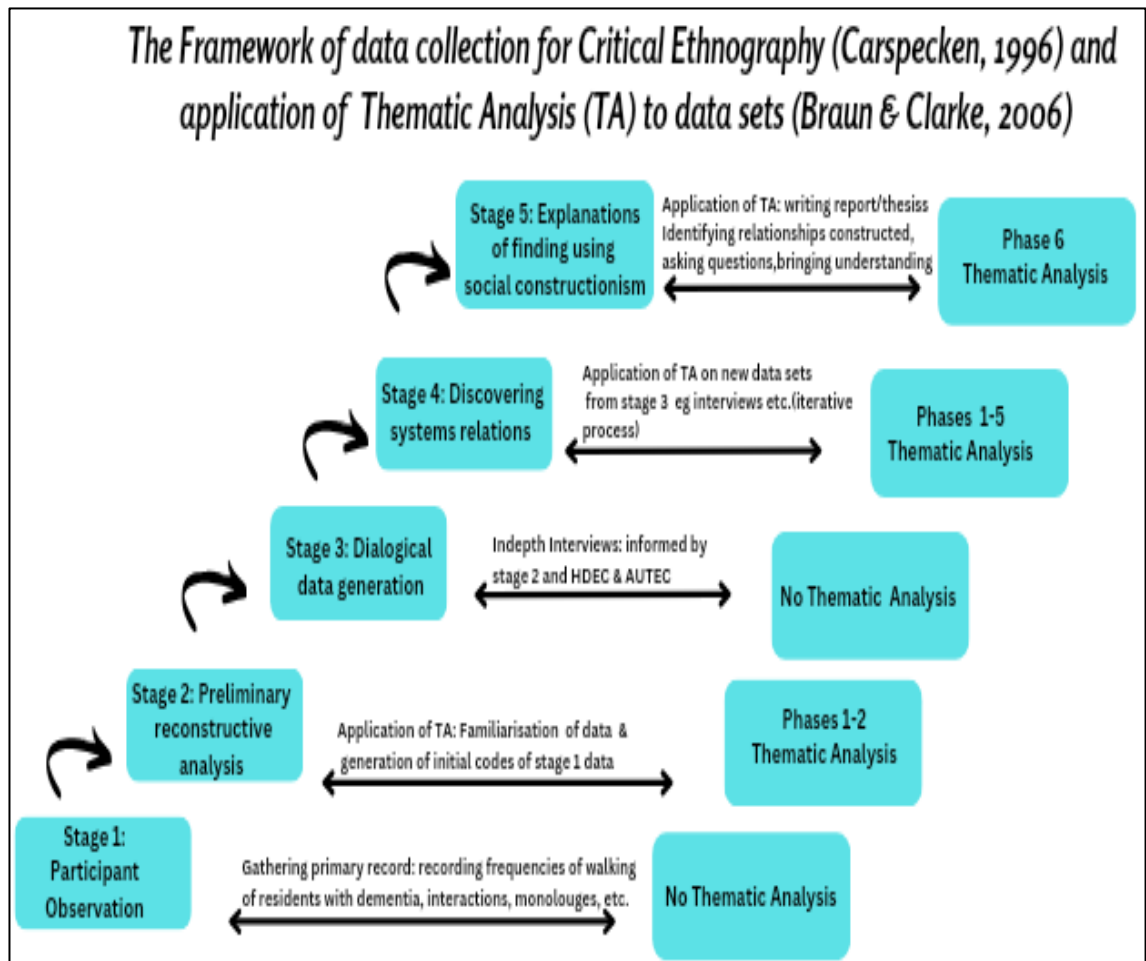 The Framework of data collection for Critical Ethnography (Carspecken, 1996) and
application of Thematic Analysis (TA) to data sets (Braun & Clarke, 2006)
Stage 5: Explanations
of finding using
social constructionism
Application of TA: writing report/thesiss
Identifying relationships constructed,
asking questions,bringing understanding
Phase 6
Thematic Analysis
Stage 4: Discovering
systems relations
Application of TA on new data sets
from stage 3 eg interviews etc.(iterative
process)
Phases 1-5
Thematic Analysis
Stage 3: Dialogical
data generation
Indepth Interviews: informed by
stage 2 and HDEC & AUTEC
No Thematic Analysis
Stage 2: Preliminary
reconstructive
analysis
Application of TA: Familiarisation of data &
generation of initial codes of stage 1 data
Phases 1-2
Thematic Analysis
Stage 1:
Participant
Observation
Gathering primary record: recording frequencies of walking
of residents with dementia, interactions, monolouges, etc.
No Thematic Analysis